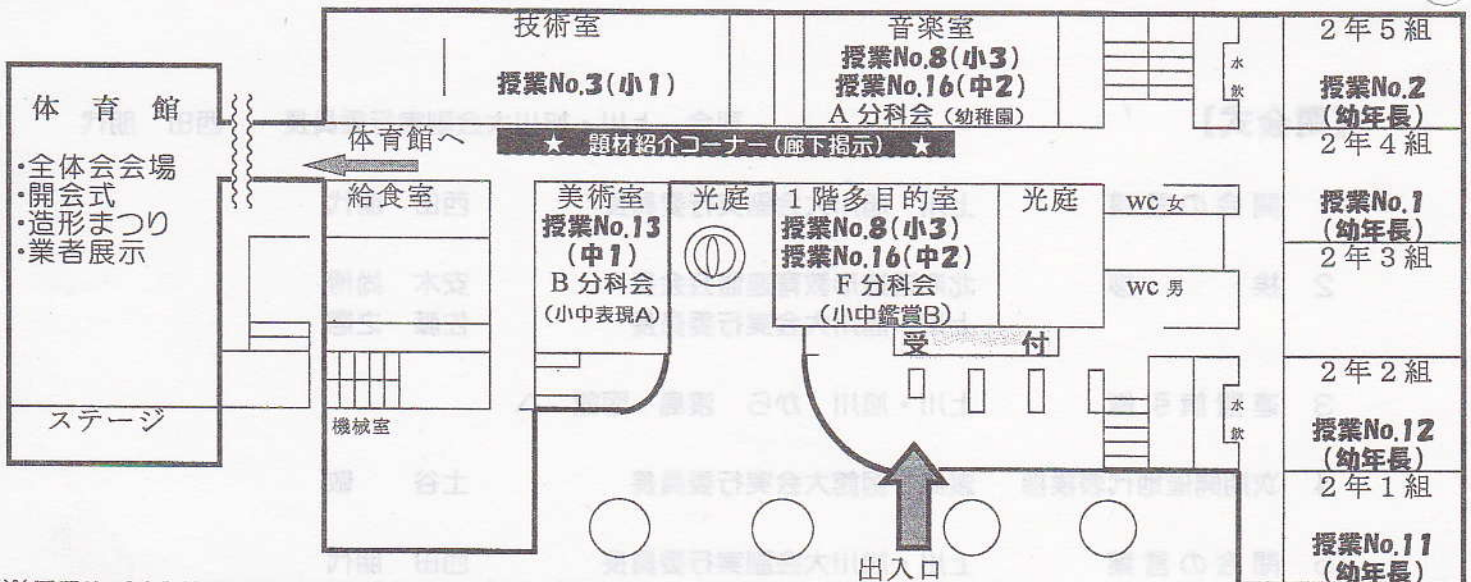 技術室
授業No.3(小1)
音楽室
授業No.8(小3)
授業No.16(中2)
A 分科会 (幼稚園)
水飲
2年5組
授業No.2
(幼年長)
体育館
・全体会会場
・開会式
・造形まつり
・業者展示
ステージ
体育館へ
★ 題材紹介コーナー(廊下掲示) ★
2年4組
授業No.1
(幼年長)
給食室
美術室
授業No.13
(中1)
B 分科会
(小中表現A)
光庭
1階多目的室
授業No.8(小3)
授業No.16(中2)
F 分科会
(小中鑑賞B)
光庭
WC 女
WC 男
2年3組
受付
機械室
水飲
2年2組
授業No.12
(幼年長)
2年1組
授業No.11
(幼年長)
出入口